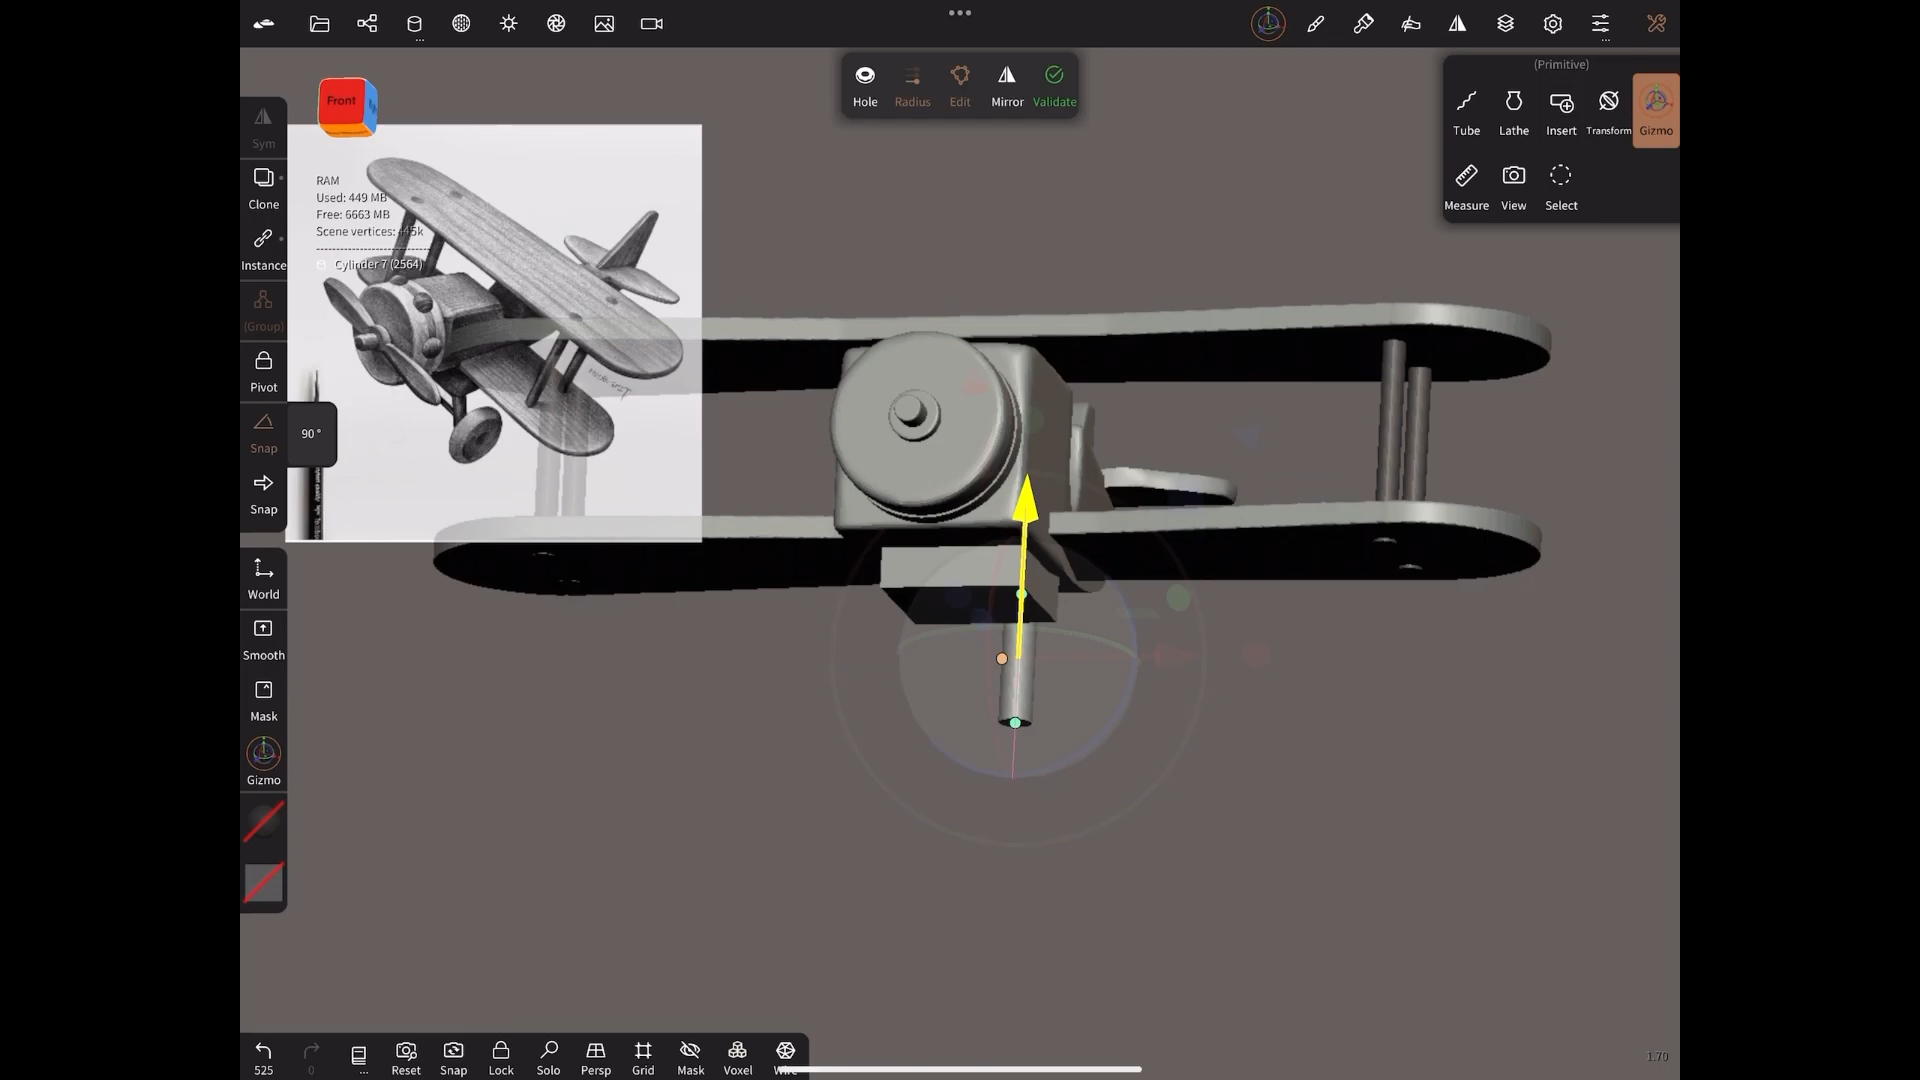 Hole
Radius
Edit
Mirror
Validate
(Primitive)
Tube
Lathe
Insert
Transform
Gizmo
Measure
View
Select
Front
RAM
Used: 449 MB
Free: 6663 MB
Scene vertices: 445k
Cylinder 7 (2564)
Sym
Clone
Instance
(Group)
Pivot
Snap
90 °
Snap
World
Smooth
Mask
Gizmo
525
0
...
Reset
Snap
Lock
Solo
Persp
Grid
Mask
Voxel
Wire
1.70